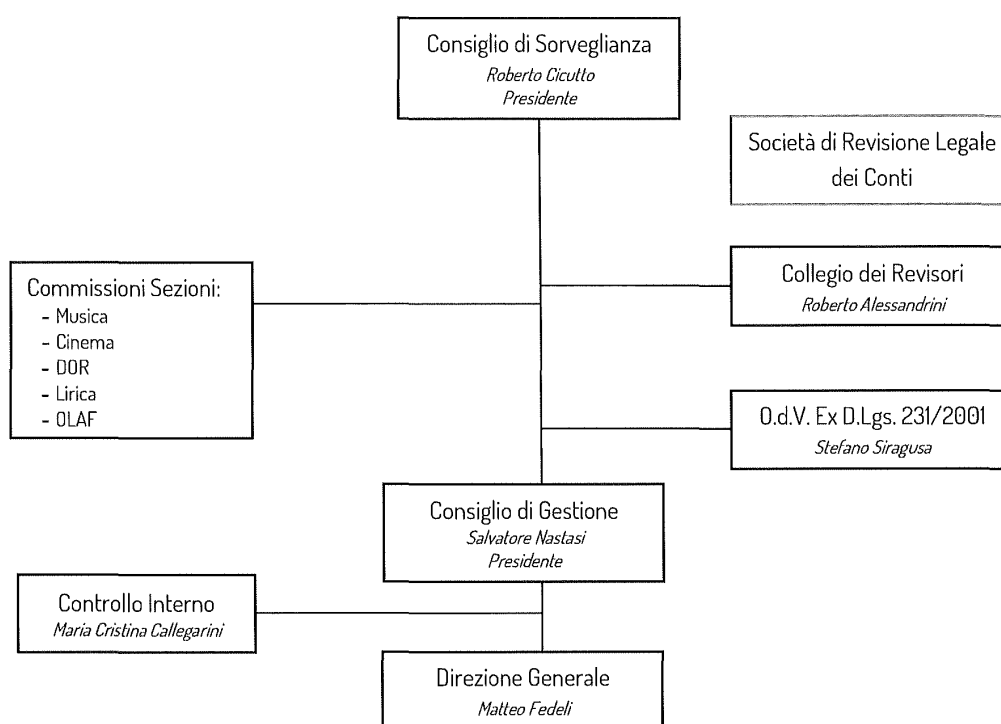 Consiglio di Sorveglianza
Roberto Cicutto
Presidente
Società di Revisione Legale
dei Conti
Collegio dei Revisori
Roberto Alessandrini
Commissioni Sezioni:
- Musica
- Cinema
- DOR
- Lirica
- OLAF
O.d.V. Ex D.Lgs. 231/2001
Stefano Siragusa
Consiglio di Gestione
Salvatore Nastasi
Presidente
Controllo Interno
Maria Cristina Callegarini
Direzione Generale
Matteo Fedeli